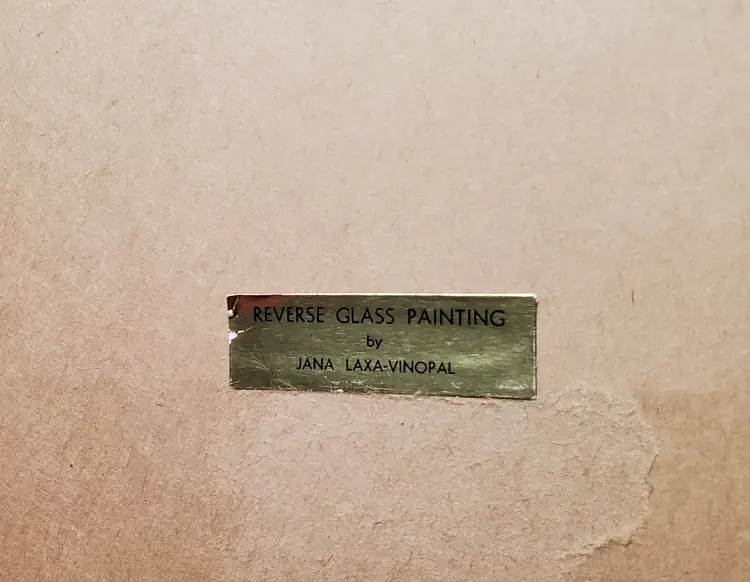 REVERSE GLASS PAINTING
by
JANA LAXA-VINOPAL